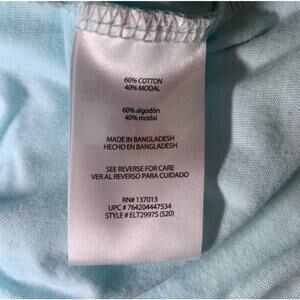 60% COTTON
40% MODAL
60% algodón
40% modal
MADE IN BANGLADESH
HECHO EN BANGLADESH
SEE REVERSE FOR CARE
VER AL REVERSO PARA CUIDADO
RN# 137013
UPC # 764204447534
STYLE # ELT2997S (S20)